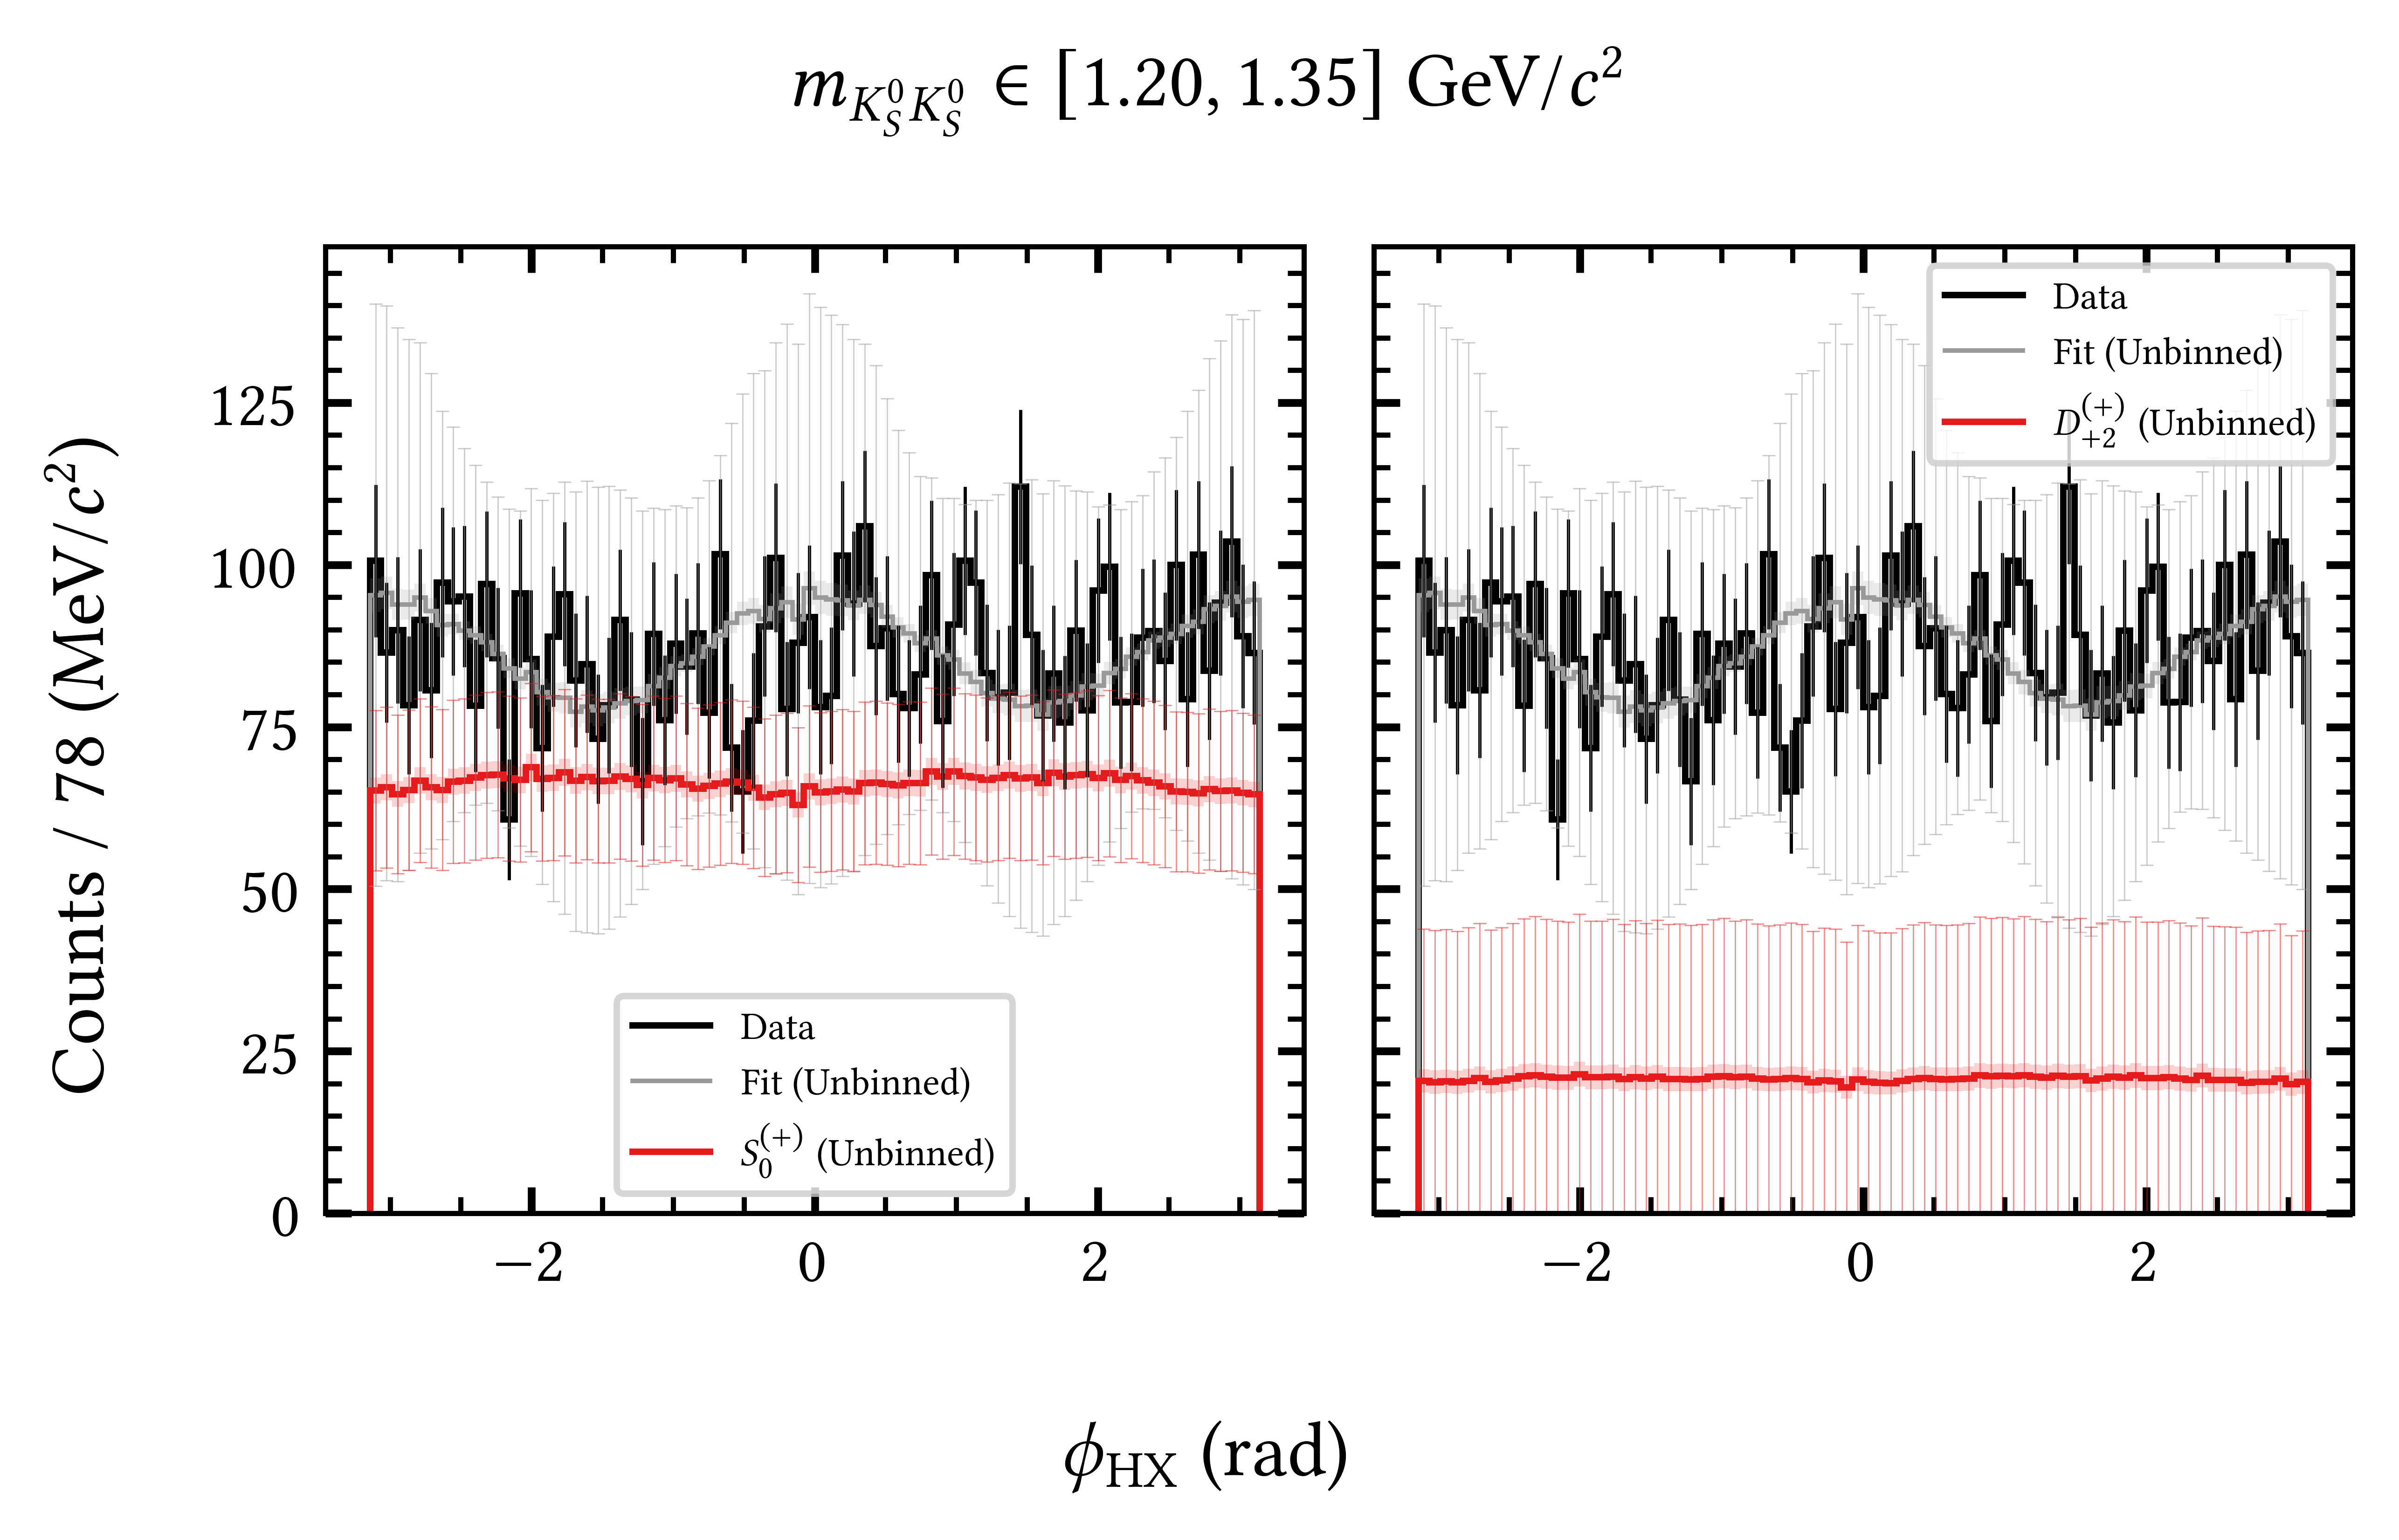 m_{K_S^0 K_S^0} ∈ [1.20, 1.35] GeV/c²
Counts / 78 (MeV/c²)
125
100
75
50
25
0
Data
Fit (Unbinned)
S_0^{(+)} (Unbinned)
−2
0
2
Data
Fit (Unbinned)
D_{+2}^{(+)} (Unbinned)
−2
0
2
ϕ_HX (rad)